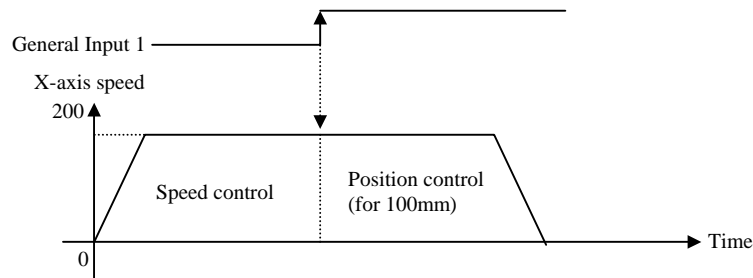 General Input 1
X-axis speed
200
Speed control
Position control
(for 100mm)
Time
0